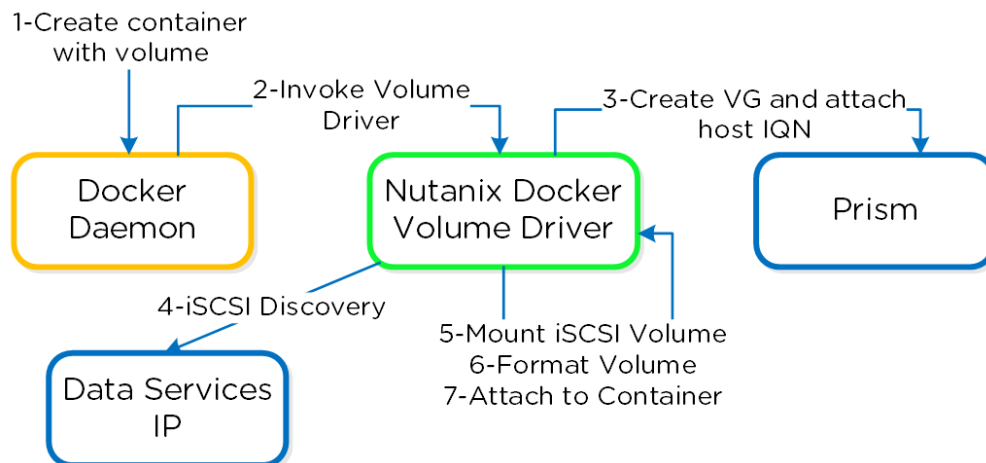 1-Create container
with volume
2-Invoke Volume
Driver
3-Create VG and attach
host IQN
Docker
Daemon
Nutanix Docker
Volume Driver
Prism
4-iSCSI Discovery
5-Mount iSCSI Volume
6-Format Volume
7-Attach to Container
Data Services
IP